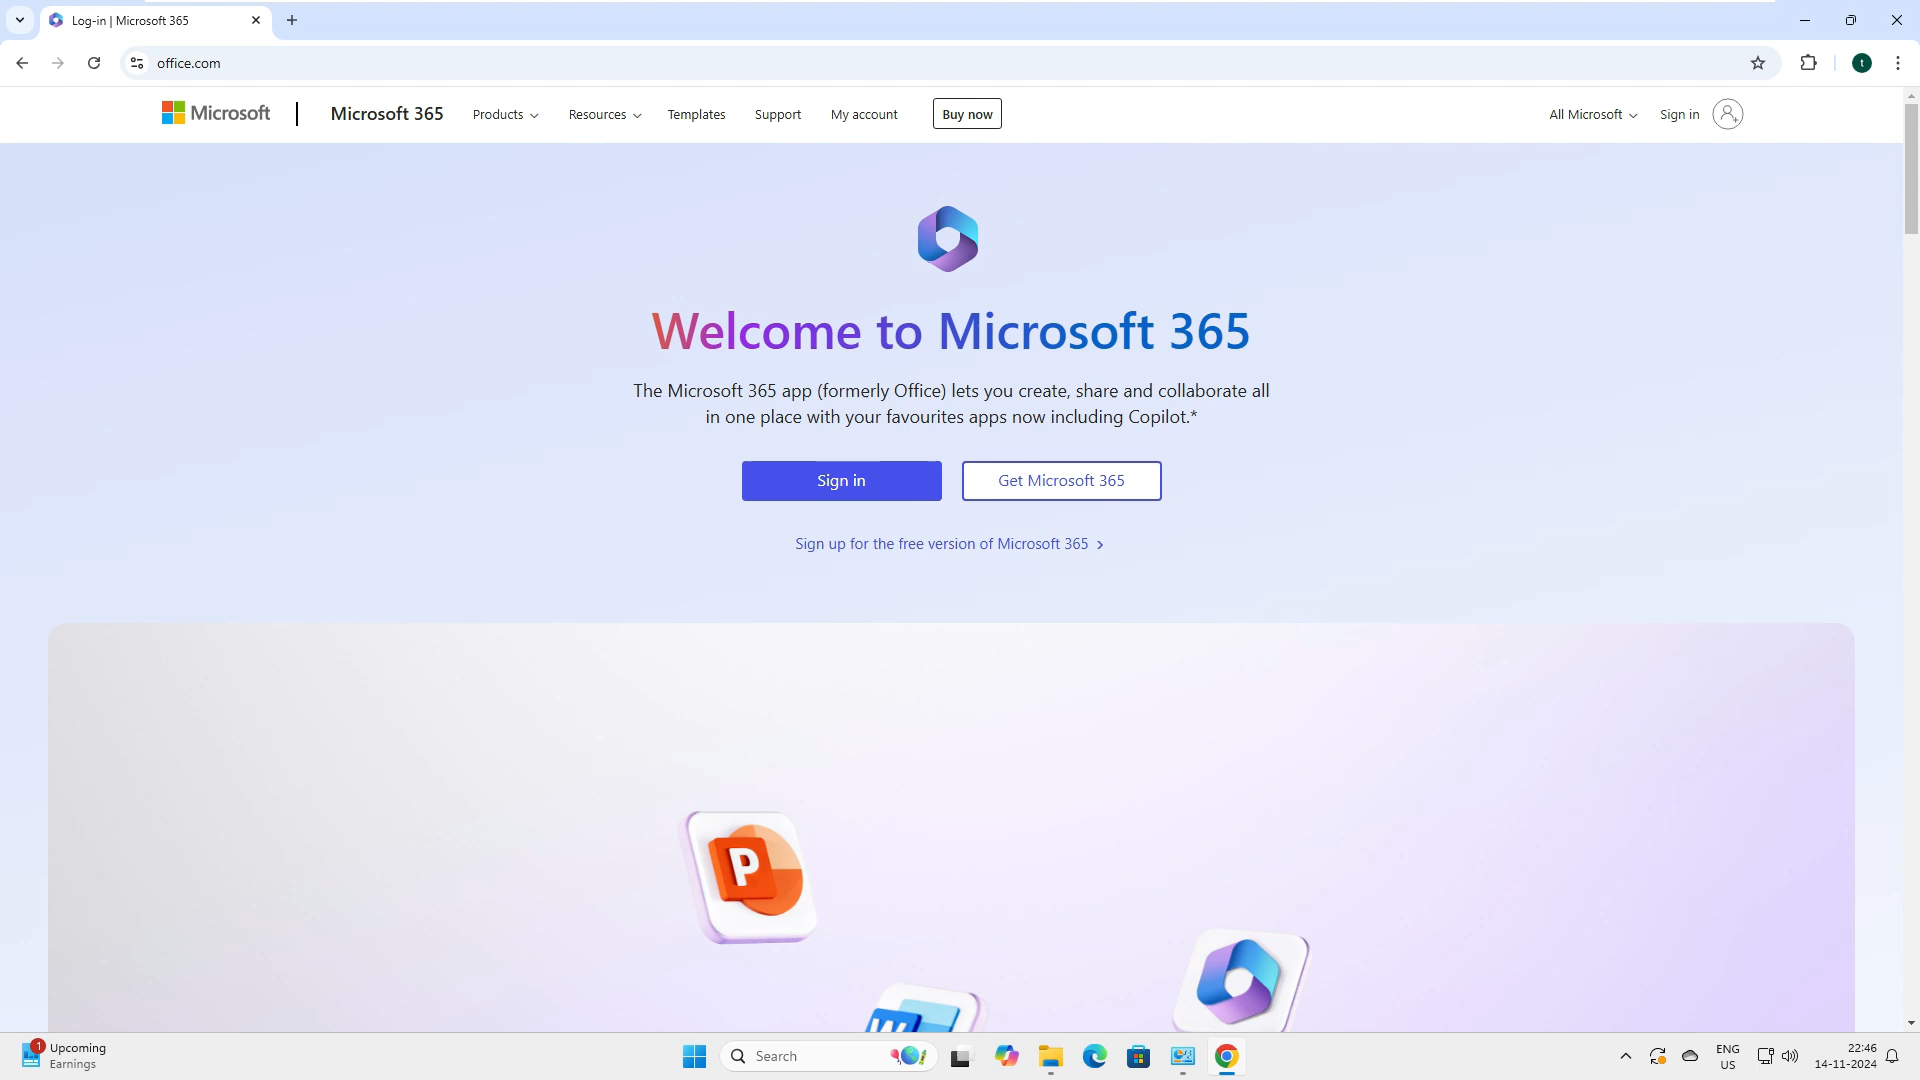 Log-in | Microsoft 365
office.com
Microsoft
Microsoft 365
Products
Resources
Templates
Support
My account
Buy now
All Microsoft
Sign in
Welcome to Microsoft 365
The Microsoft 365 app (formerly Office) lets you create, share and collaborate all
in one place with your favourites apps now including Copilot.*
Sign in
Get Microsoft 365
Sign up for the free version of Microsoft 365
P
W
1
Upcoming
Earnings
Search
ENG
US
22:46
14-11-2024
t